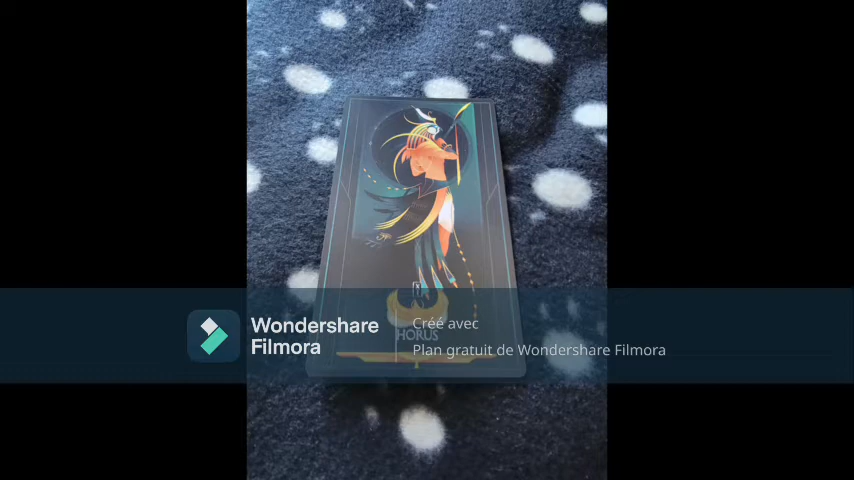 HORUS
Wondershare
Filmora
Créé avec
Plan gratuit de Wondershare Filmora